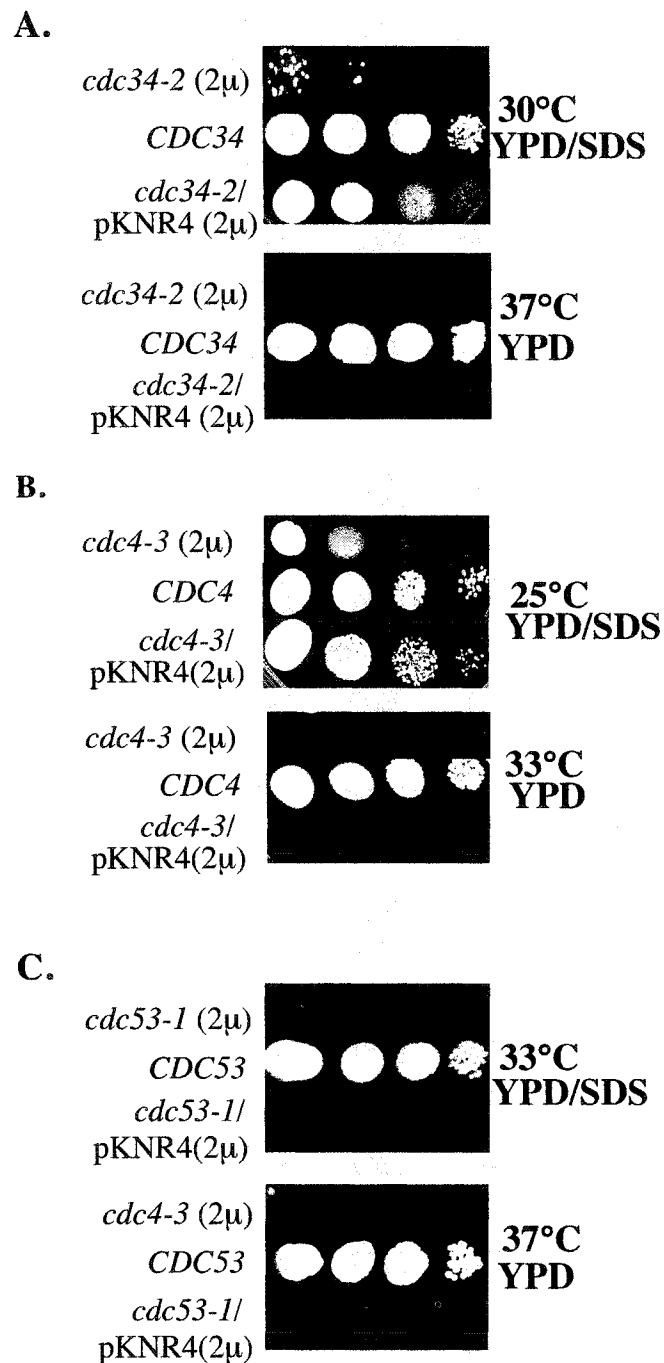 A.
cdc34-2 (2µ)
CDC34
cdc34-2/
pKNR4 (2µ)
30°C
YPD/SDS
cdc34-2 (2µ)
CDC34
cdc34-2/
pKNR4 (2µ)
37°C
YPD
B.
cdc4-3 (2µ)
CDC4
cdc4-3/
pKNR4(2µ)
25°C
YPD/SDS
cdc4-3 (2µ)
CDC4
cdc4-3/
pKNR4(2µ)
33°C
YPD
C.
cdc53-1 (2µ)
CDC53
cdc53-1/
pKNR4(2µ)
33°C
YPD/SDS
cdc4-3 (2µ)
CDC53
cdc53-1/
pKNR4(2µ)
37°C
YPD